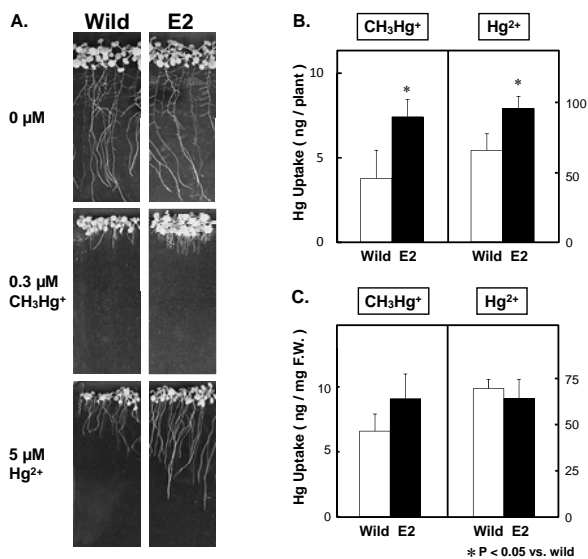 A.
Wild E2
0 µM
0.3 µM
CH₃Hg⁺
5 µM
Hg²⁺
B.
CH₃Hg⁺ Hg²⁺
Hg Uptake ( ng / plant )
10
5
0
*
*
100
50
0
Wild E2 Wild E2
C.
CH₃Hg⁺ Hg²⁺
Hg Uptake ( ng / mg F.W. )
10
5
0
75
50
25
0
Wild E2 Wild E2
* P < 0.05 vs. wild